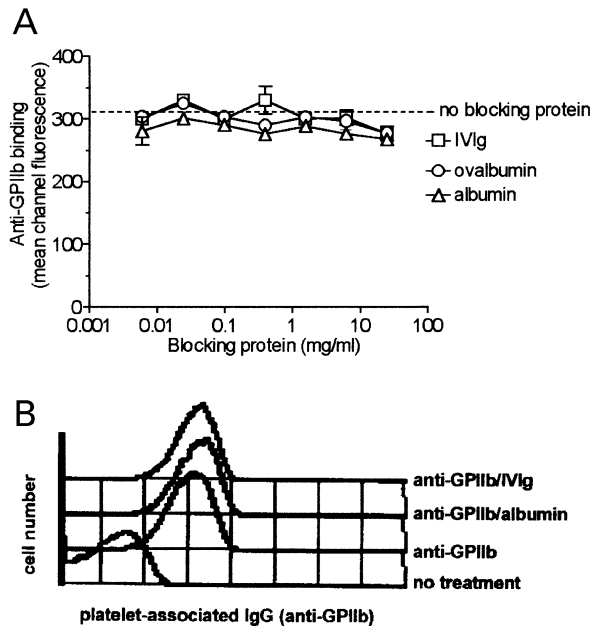 A
Anti-GPIIb binding
(mean channel fluorescence)
400
300
200
100
0
0.001
0.01
0.1
1
10
100
Blocking protein (mg/ml)
no blocking protein
IVIg
ovalbumin
albumin
B
cell number
anti-GPIIb/IVIg
anti-GPIIb/albumin
anti-GPIIb
no treatment
platelet-associated IgG (anti-GPIIb)